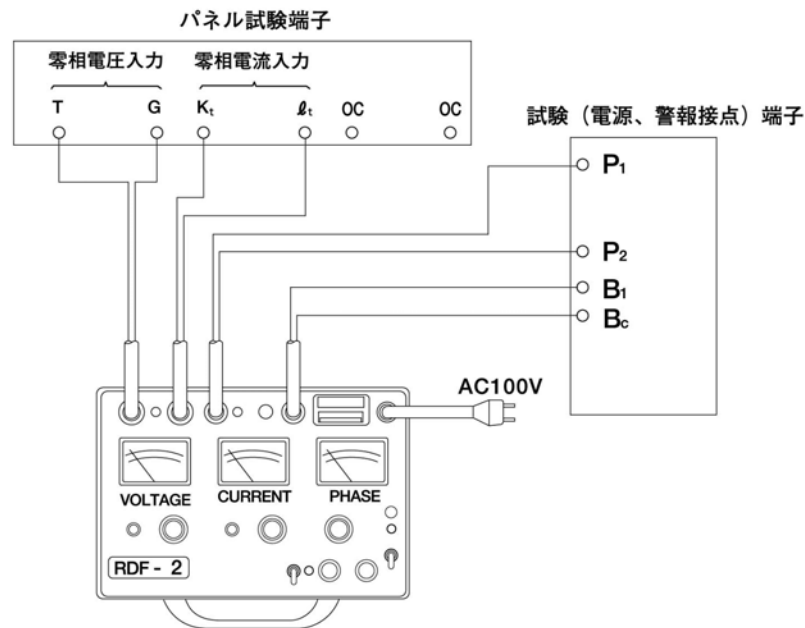 パネル試験端子
零相電圧入力 零相電流入力
T G Kt ℓt OC OC
試験（電源、警報接点）端子
P1
P2
B1
Bc
AC100V
VOLTAGE CURRENT PHASE
RDF - 2